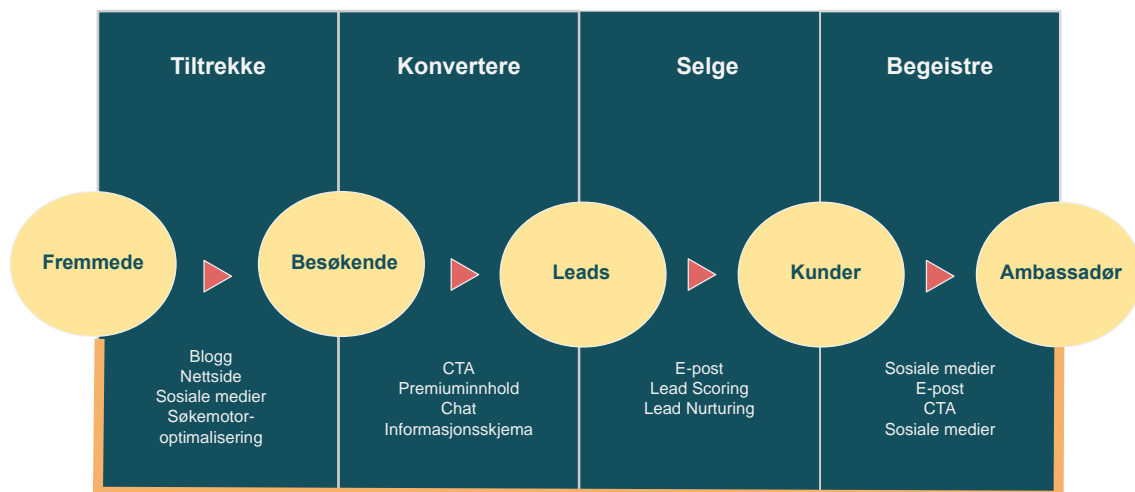 Tiltrekke
Konvertere
Selge
Begeistre
Fremmede
Besøkende
Leads
Kunder
Ambassadør
Blogg
Nettside
Sosiale medier
Søkemotor-
optimalisering
CTA
Premiuminnhold
Chat
Informasjonsskjema
E-post
Lead Scoring
Lead Nurturing
Sosiale medier
E-post
CTA
Sosiale medier